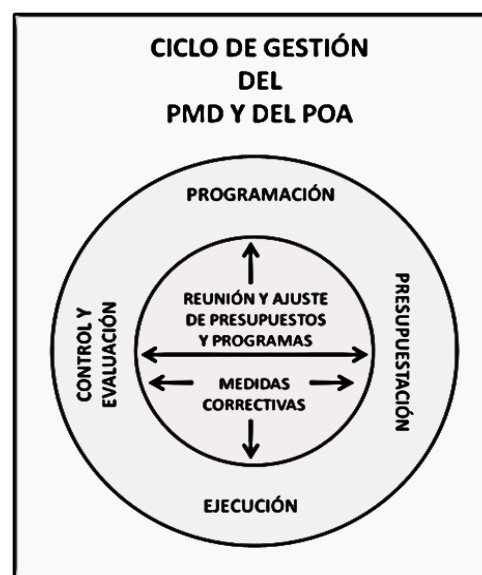 CICLO DE GESTIÓN
DEL
PMD Y DEL POA
PROGRAMACIÓN
PRESUPUESTACIÓN
REUNIÓN Y AJUSTE
DE PRESUPUESTOS
Y PROGRAMAS
MEDIDAS
CORRECTIVAS
CONTROL Y
EVALUACIÓN
EJECUCIÓN